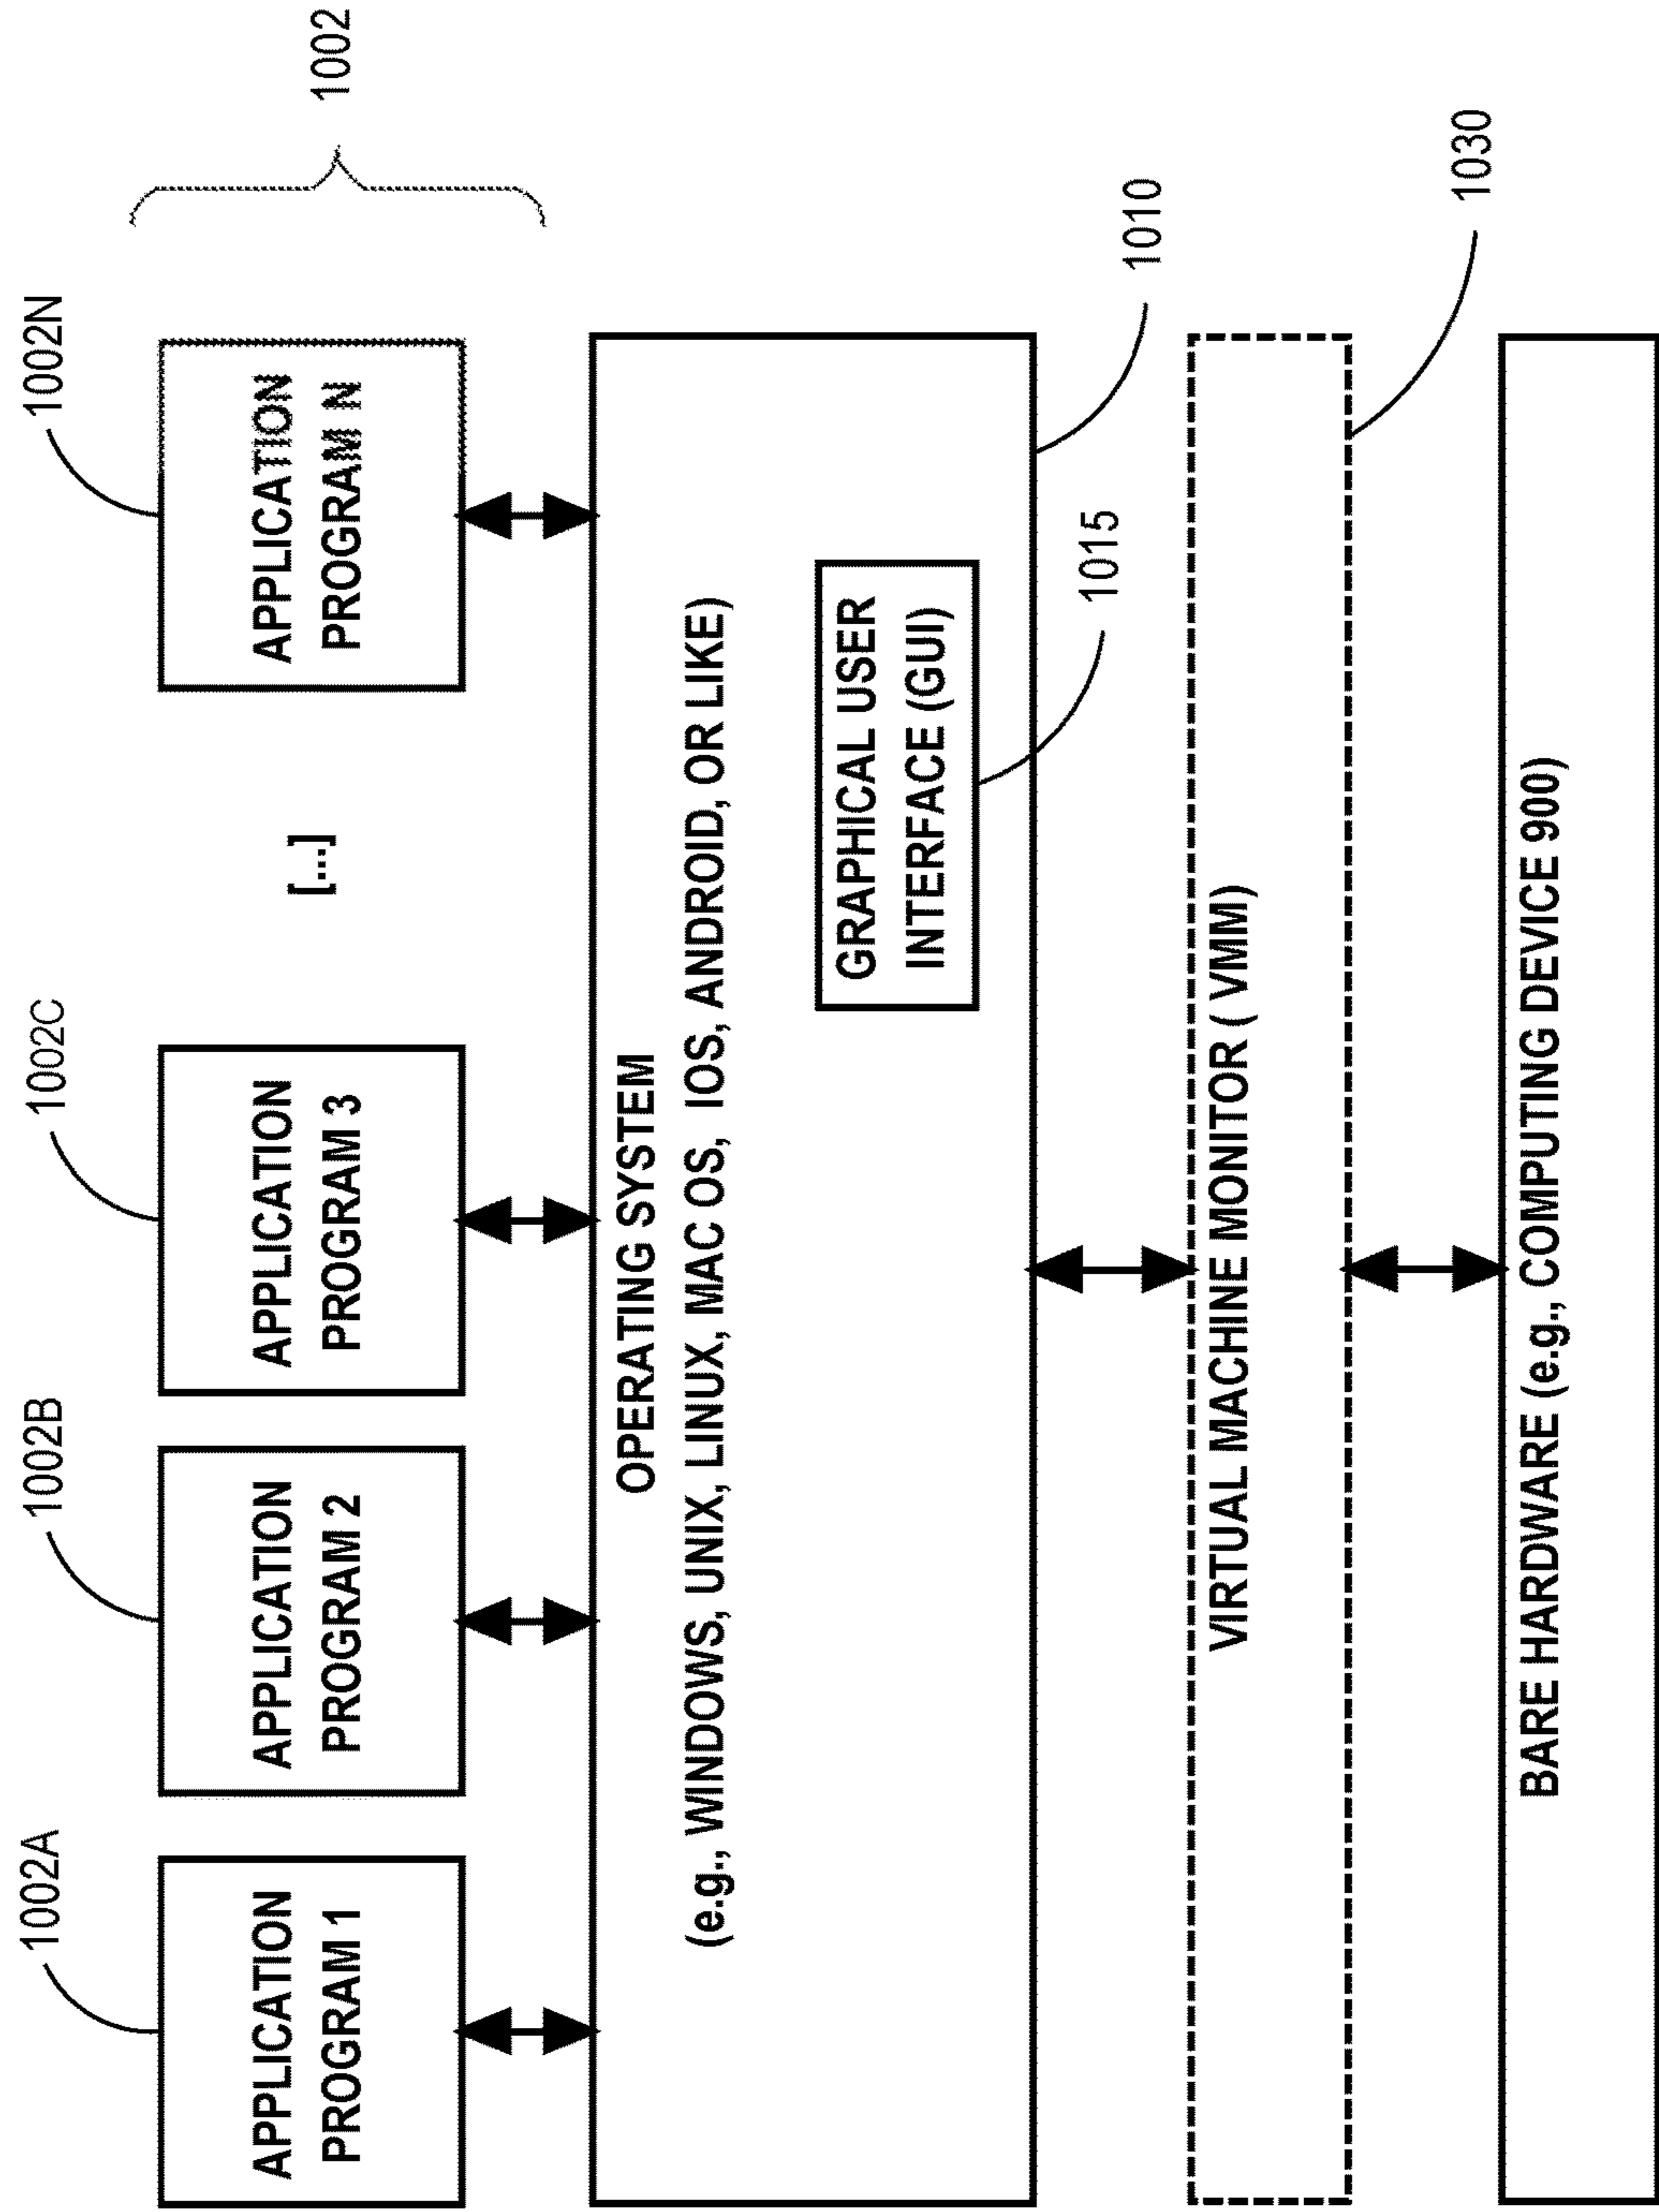 1002
1002A
1002B
1002C
1002N
APPLICATION
PROGRAM 1
APPLICATION
PROGRAM 2
APPLICATION
PROGRAM 3
[...]
APPLICATION
PROGRAM N
OPERATING SYSTEM
(e.g., WINDOWS, UNIX, LINUX, MAC OS, IOS, ANDROID, OR LIKE)
GRAPHICAL USER
INTERFACE (GUI)
1015
1010
VIRTUAL MACHINE MONITOR ( VMM)
1030
BARE HARDWARE (e.g., COMPUTING DEVICE 900)